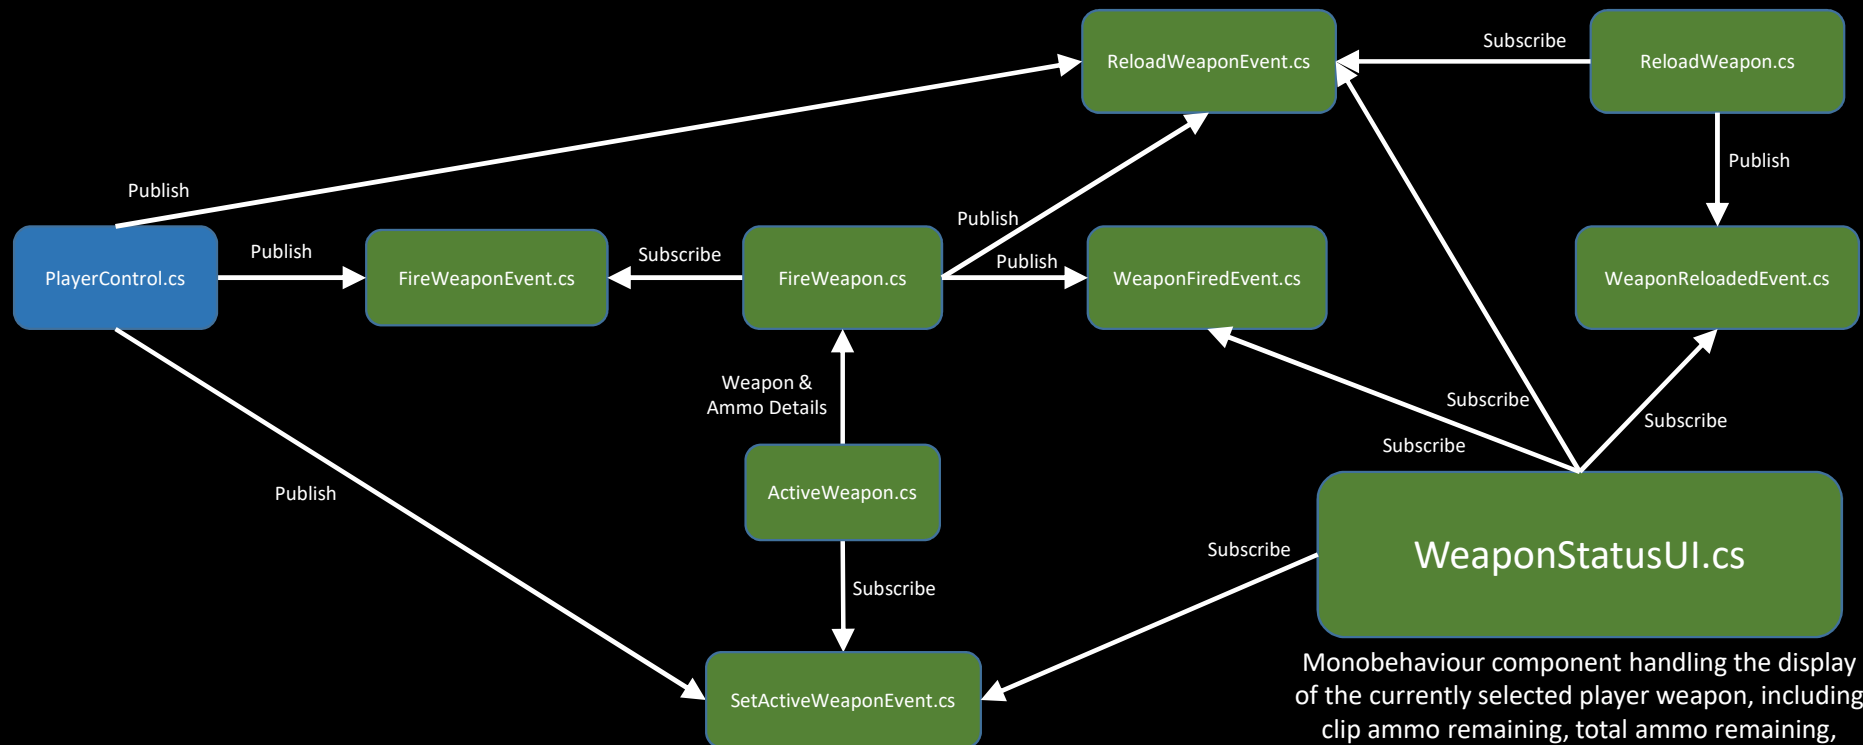 ReloadWeaponEvent.cs
Subscribe
ReloadWeapon.cs
Publish
Publish
PlayerControl.cs
Publish
FireWeaponEvent.cs
Subscribe
FireWeapon.cs
Publish
Publish
WeaponFiredEvent.cs
WeaponReloadedEvent.cs
Weapon &
Ammo Details
Subscribe
Subscribe
Subscribe
ActiveWeapon.cs
Publish
WeaponStatusUI.cs
Subscribe
Subscribe
SetActiveWeaponEvent.cs
Monobehaviour component handling the display
of the currently selected player weapon, including
clip ammo remaining, total ammo remaining,